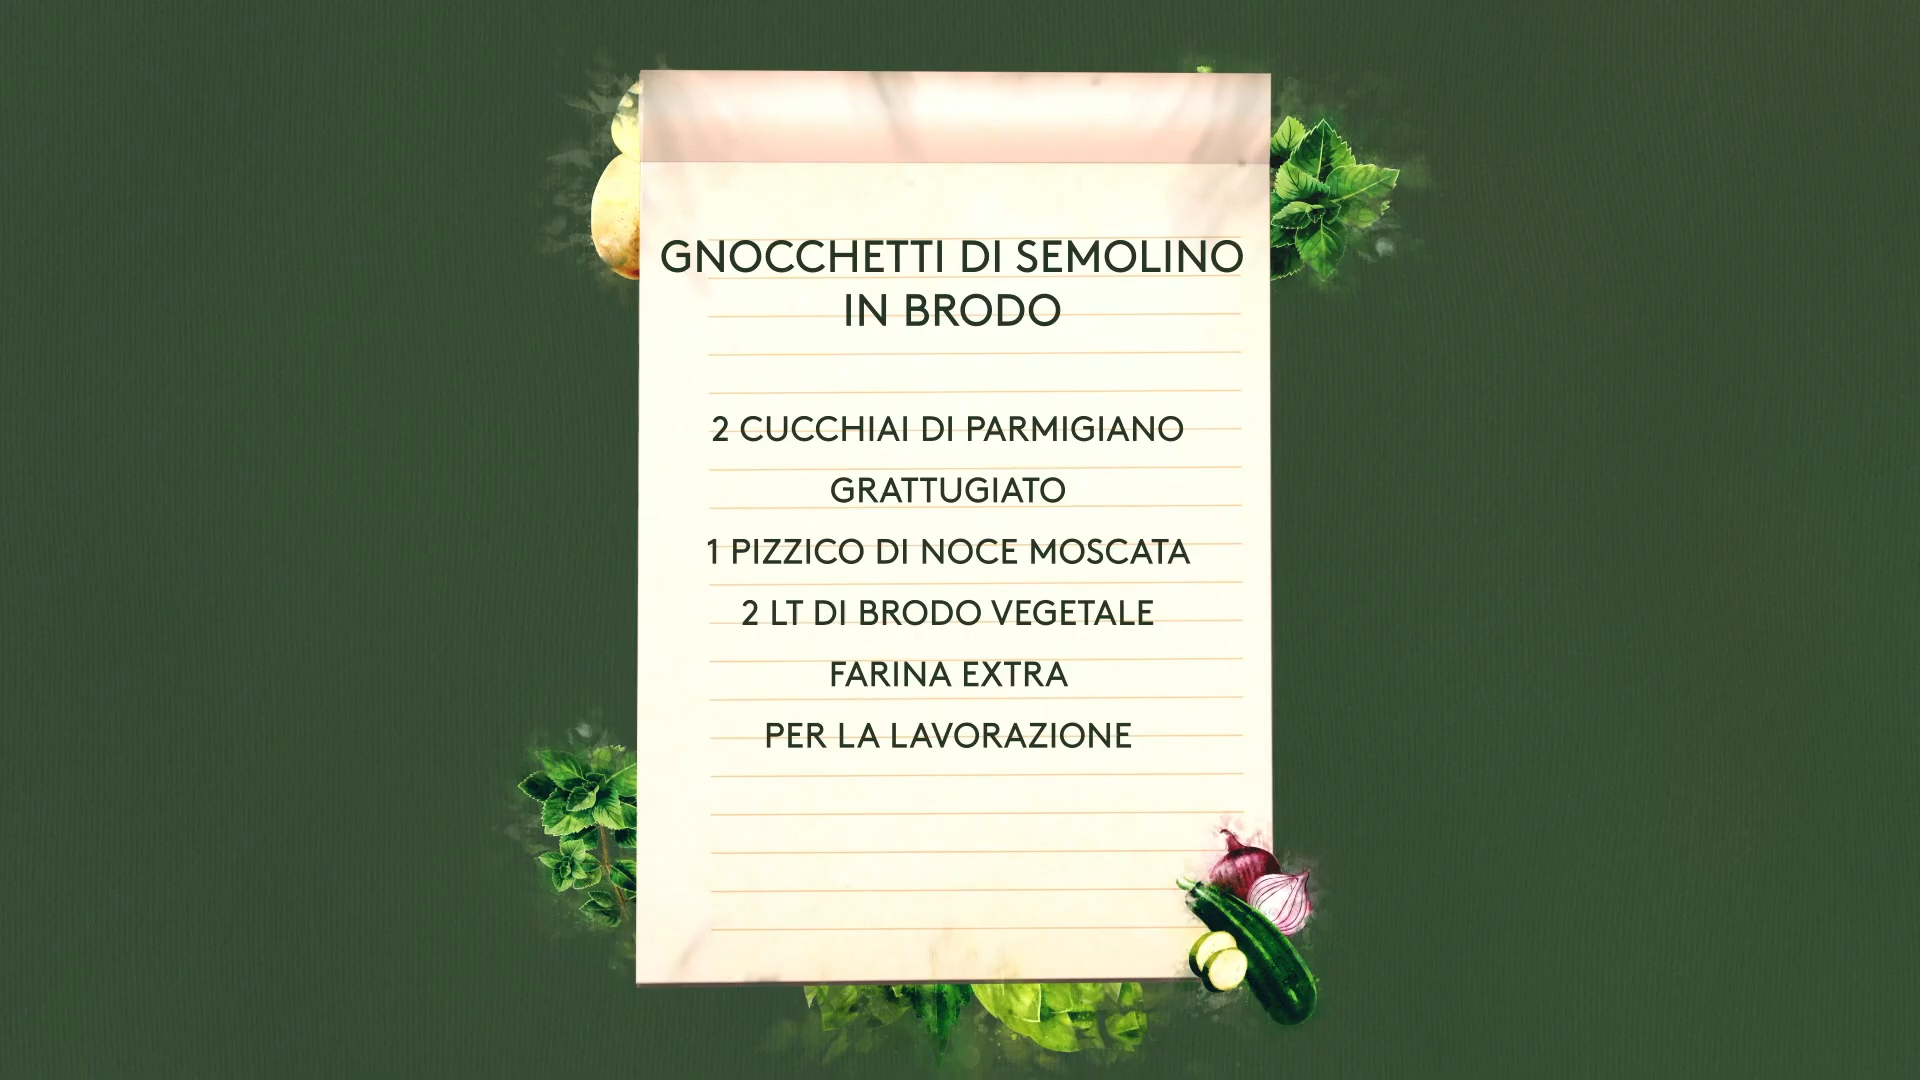 GNOCCHETTI DI SEMOLINO
IN BRODO
2 CUCCHIAI DI PARMIGIANO
GRATTUGIATO
1 PIZZICO DI NOCE MOSCATA
2 LT DI BRODO VEGETALE
FARINA EXTRA
PER LA LAVORAZIONE